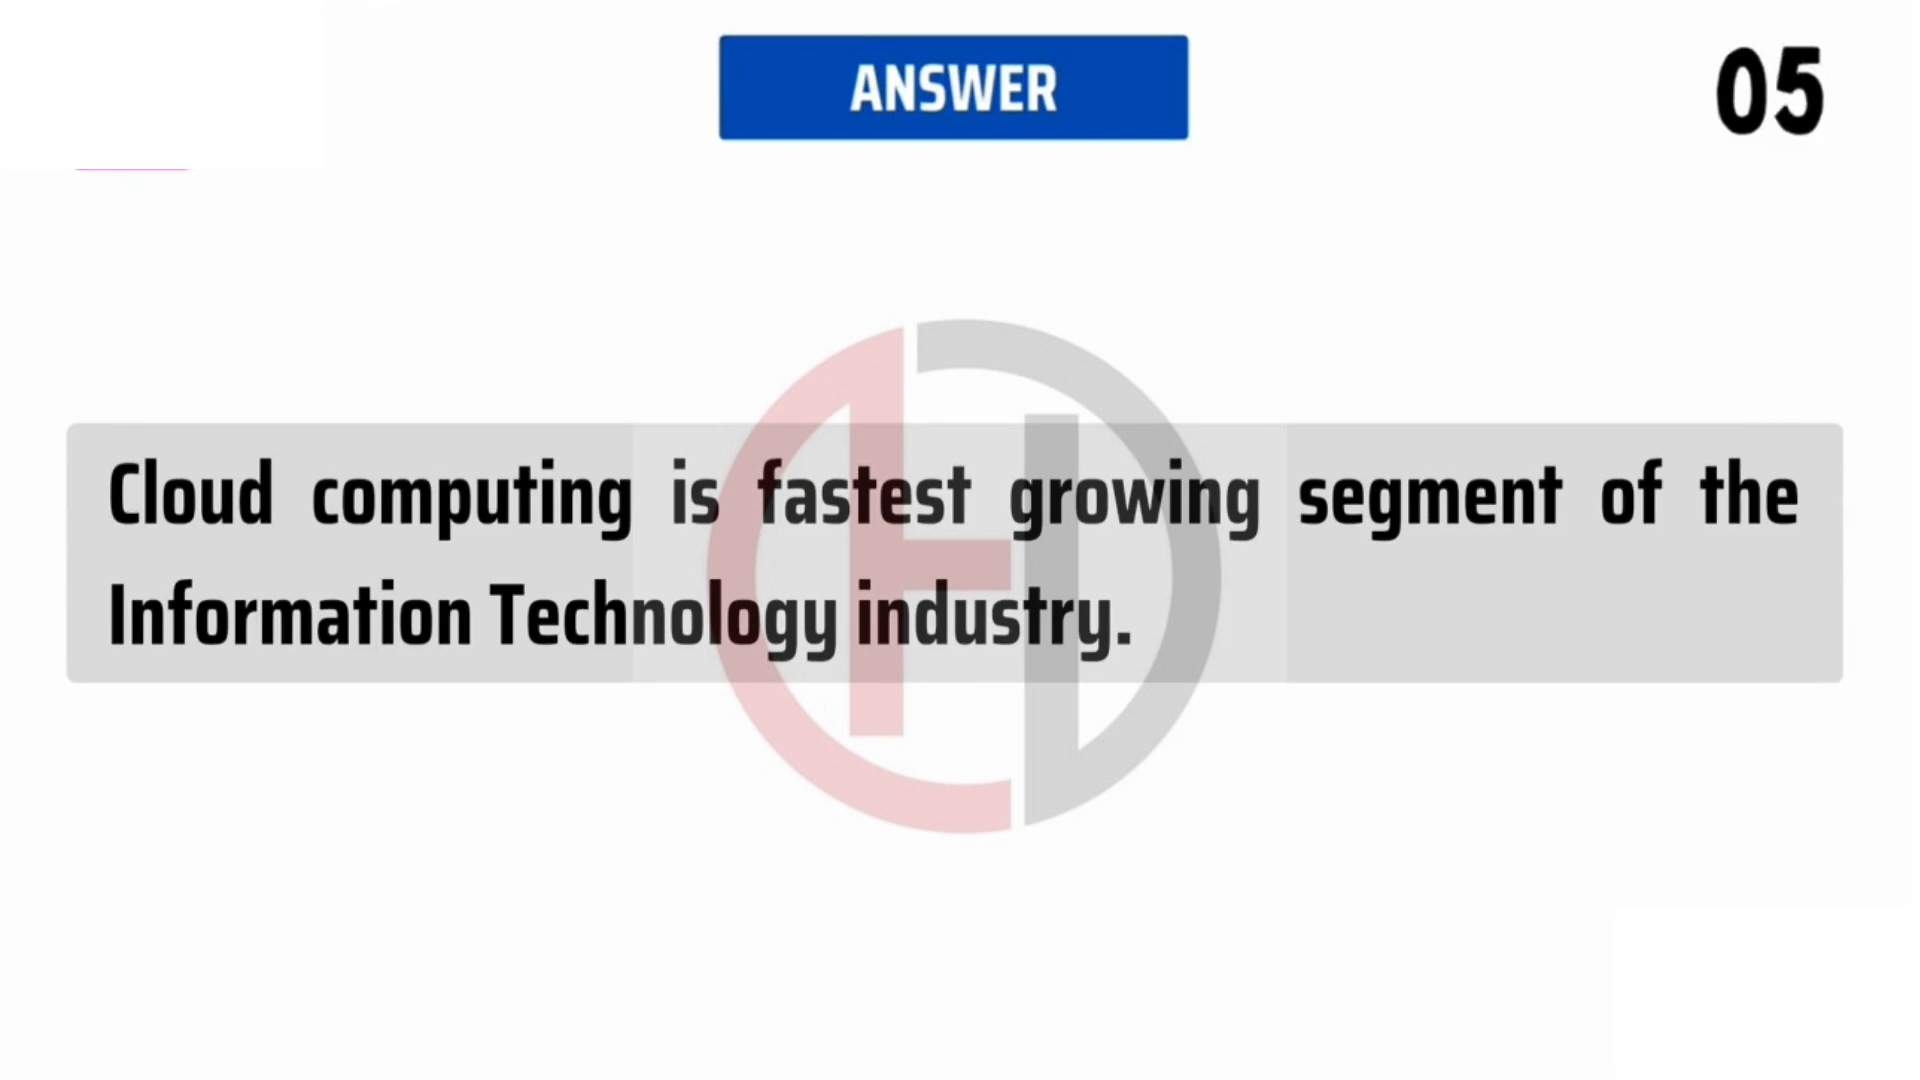 ANSWER
05
Cloud computing is fastest growing segment of the
Information Technology industry.